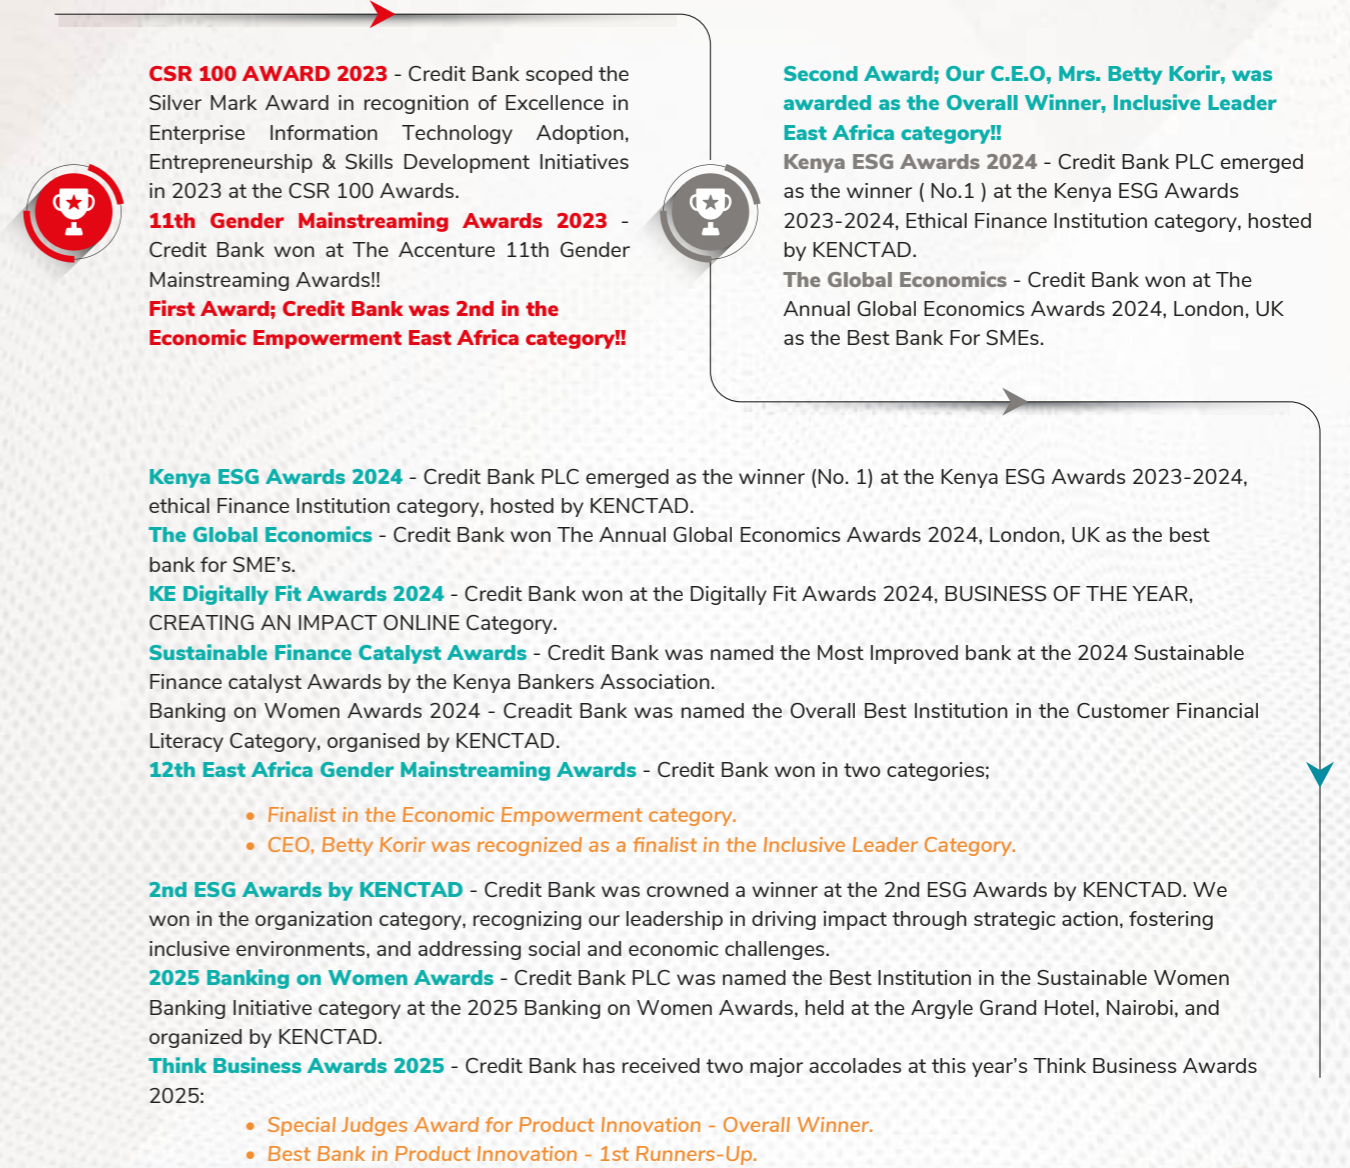 CSR 100 AWARD 2023 - Credit Bank scoped the
Silver Mark Award in recognition of Excellence in
Enterprise Information Technology Adoption,
Entrepreneurship & Skills Development Initiatives
in 2023 at the CSR 100 Awards.
11th Gender Mainstreaming Awards 2023 -
Credit Bank won at The Accenture 11th Gender
Mainstreaming Awards!!
First Award; Credit Bank was 2nd in the
Economic Empowerment East Africa category!!
Second Award; Our C.E.O, Mrs. Betty Korir, was
awarded as the Overall Winner, Inclusive Leader
East Africa category!!
Kenya ESG Awards 2024 - Credit Bank PLC emerged
as the winner ( No.1 ) at the Kenya ESG Awards
2023-2024, Ethical Finance Institution category, hosted
by KENCTAD.
The Global Economics - Credit Bank won at The
Annual Global Economics Awards 2024, London, UK
as the Best Bank For SMEs.
Kenya ESG Awards 2024 - Credit Bank PLC emerged as the winner (No. 1) at the Kenya ESG Awards 2023-2024,
ethical Finance Institution category, hosted by KENCTAD.
The Global Economics - Credit Bank won The Annual Global Economics Awards 2024, London, UK as the best
bank for SME's.
KE Digitally Fit Awards 2024 - Credit Bank won at the Digitally Fit Awards 2024, BUSINESS OF THE YEAR,
CREATING AN IMPACT ONLINE Category.
Sustainable Finance Catalyst Awards - Credit Bank was named the Most Improved bank at the 2024 Sustainable
Finance catalyst Awards by the Kenya Bankers Association.
Banking on Women Awards 2024 - Creadit Bank was named the Overall Best Institution in the Customer Financial
Literacy Category, organised by KENCTAD.
12th East Africa Gender Mainstreaming Awards - Credit Bank won in two categories;
• Finalist in the Economic Empowerment category.
• CEO, Betty Korir was recognized as a finalist in the Inclusive Leader Category.
2nd ESG Awards by KENCTAD - Credit Bank was crowned a winner at the 2nd ESG Awards by KENCTAD. We
won in the organization category, recognizing our leadership in driving impact through strategic action, fostering
inclusive environments, and addressing social and economic challenges.
2025 Banking on Women Awards - Credit Bank PLC was named the Best Institution in the Sustainable Women
Banking Initiative category at the 2025 Banking on Women Awards, held at the Argyle Grand Hotel, Nairobi, and
organized by KENCTAD.
Think Business Awards 2025 - Credit Bank has received two major accolades at this year's Think Business Awards
2025:
• Special Judges Award for Product Innovation - Overall Winner.
• Best Bank in Product Innovation - 1st Runners-Up.